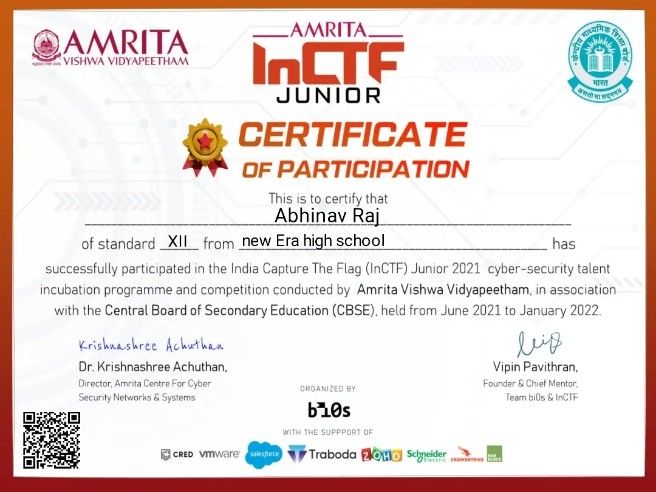 AMRITA
VISHWA VIDYAPEETHAM
AMRITA
InCTF
JUNIOR
केन्द्रीय माध्यमिक शिक्षा बोर्ड
भारत
असतो मा सद्गमय
CERTIFICATE
OF PARTICIPATION
This is to certify that
Abhinav Raj
of standard XII from new Era high school has
successfully participated in the India Capture The Flag (InCTF) Junior 2021 cyber-security talent
incubation programme and competition conducted by Amrita Vishwa Vidyapeetham, in association
with the Central Board of Secondary Education (CBSE), held from June 2021 to January 2022.
Krishnashree Achuthan
Dr. Krishnashree Achuthan,
Director, Amrita Centre For Cyber
Security Networks & Systems
Vipin Pavithran,
Founder & Chief Mentor,
Team bi0s & InCTF
ORGANIZED BY
bi0s
WITH THE SUPPPORT OF
CRED vmware salesforce Traboda ZOHO Schneider Electric CROWDSTRIKE